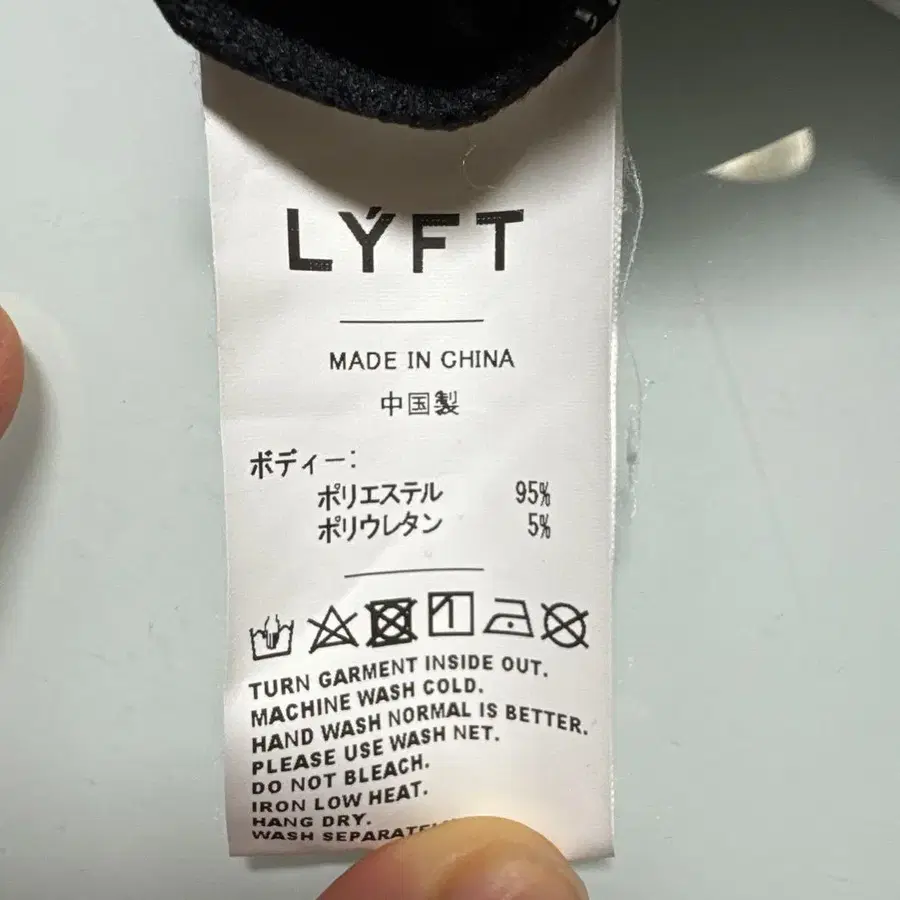 LÝFT
MADE IN CHINA
中国製
ボディー:
ポリエステル 95%
ポリウレタン 5%
TURN GARMENT INSIDE OUT.
MACHINE WASH COLD.
HAND WASH NORMAL IS BETTER.
PLEASE USE WASH NET.
DO NOT BLEACH.
IRON LOW HEAT.
HANG DRY.
WASH